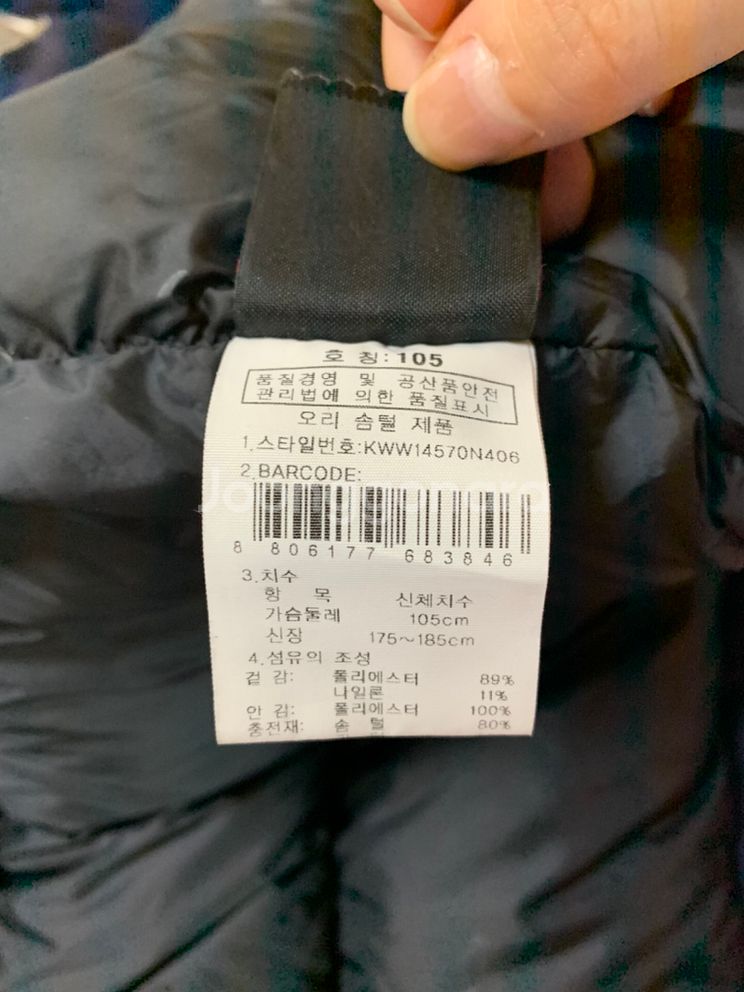 호 칭: 105
품질경영 및 공산품안전
관리법에 의한 품질표시
오리 솜털 제품
1.스타일번호:KWW14570N406
2.BARCODE:
Joonggonara
8 806177 683846
3.치수
항 목 신체치수
가슴둘레 105cm
신장 175~185cm
4.섬유의 조성
겉 감: 폴리에스터 89%
나일론 11%
안 감: 폴리에스터 100%
충전재: 솜 털 80%